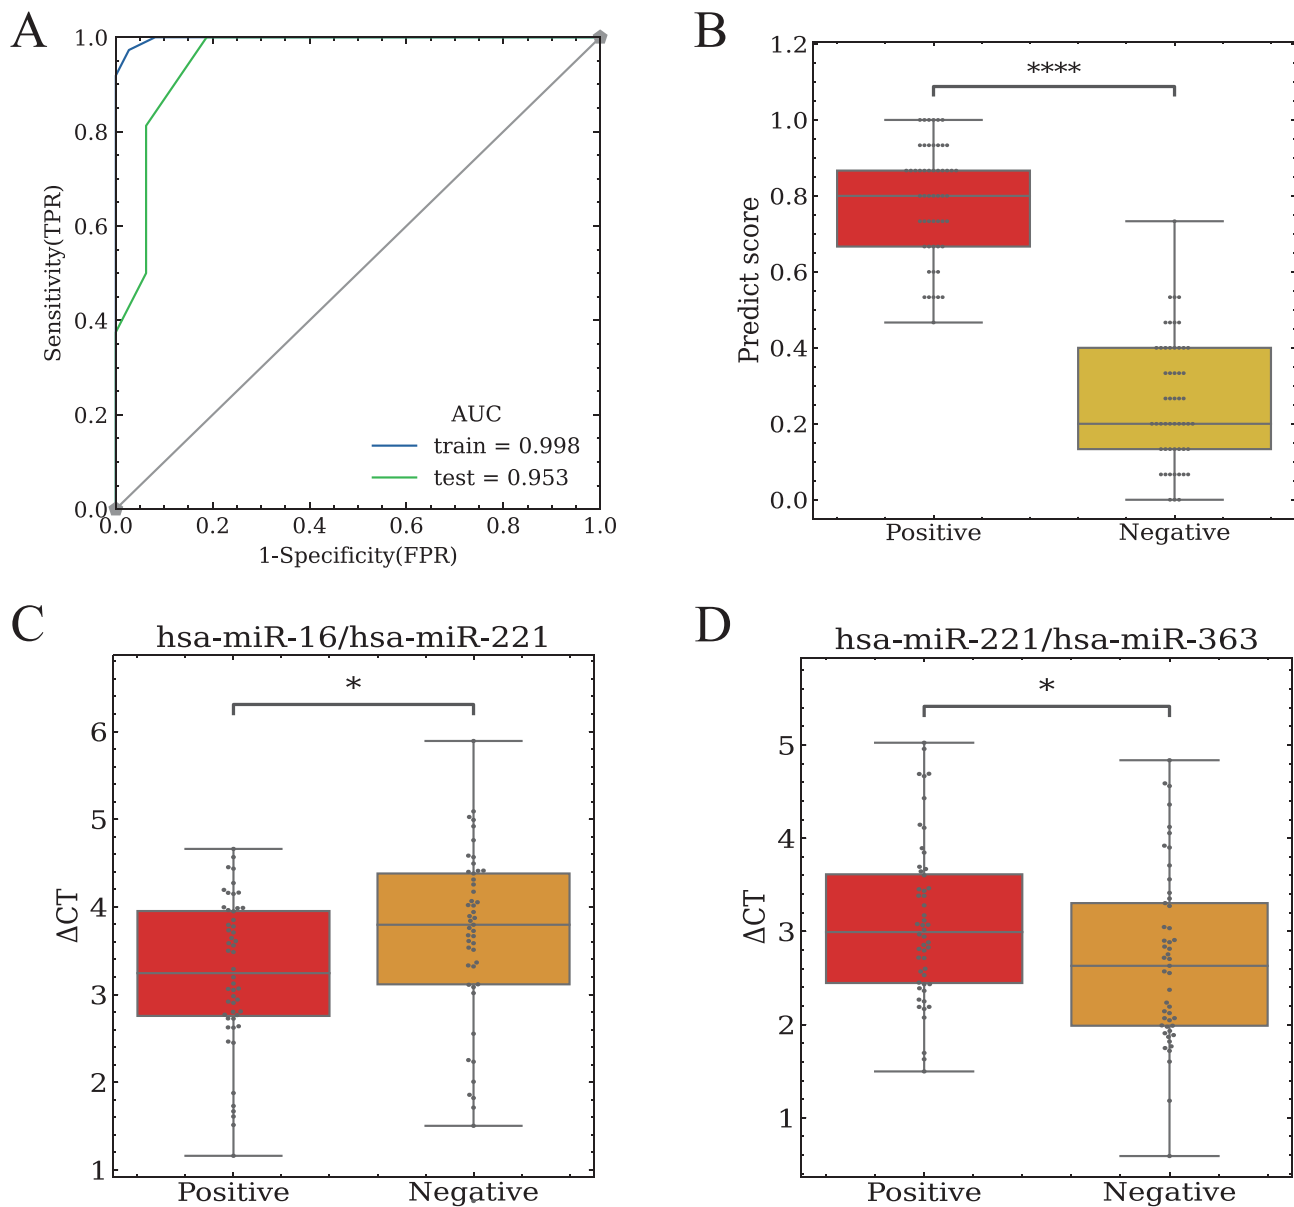 A
1.0
0.8
1.0
0.6
0.4
0.2
0.0
Sensitivity(TPR)
AUC
train = 0.998
test = 0.953
0.0 0.2 0.4 0.6 0.8 1.0
1-Specificity(FPR)
B
1.2
1.0
0.8
0.6
0.4
0.2
0.0
Predict score
****
Positive Negative
C
hsa-miR-16/hsa-miR-221
*
6
5
4
3
2
1
ΔCT
Positive Negative
D
hsa-miR-221/hsa-miR-363
*
5
4
3
2
1
ΔCT
Positive Negative